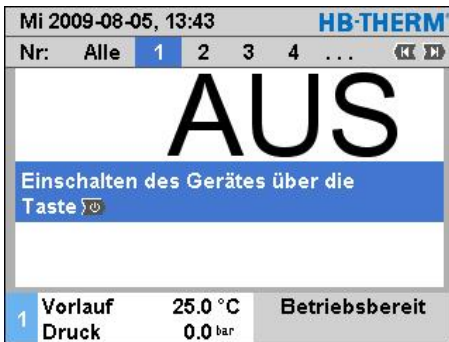 Mi 2009-08-05, 13:43 HB-THERM®
Nr: Alle 1 2 3 4 ...
AUS
Einschalten des Gerätes über die
Taste
1 Vorlauf 25.0 °C Betriebsbereit
Druck 0.0 bar